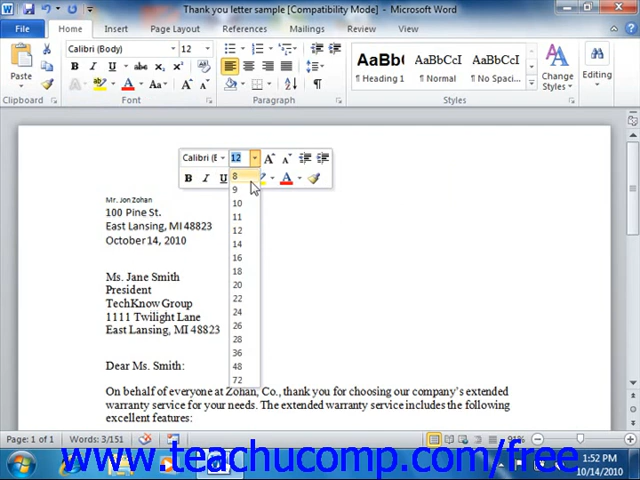 Thank you letter sample [Compatibility Mode] - Microsoft Word
File Home Insert Page Layout References Mailings Review View
Calibri (Body) 12
AaBb( AaBbCcI AaBbCcI
B I U abc
Paste
¶ Heading 1 ¶ Normal ¶ No Spaci...
Change Styles
Editing
Clipboard Font Paragraph Styles
Calibri (E 12
B I U
8
9
10
11
12
14
16
18
20
22
24
26
28
36
48
72
Mr. Jon Zohan
100 Pine St.
East Lansing, MI 48823
October 14, 2010
Ms. Jane Smith
President
TechKnow Group
1111 Twilight Lane
East Lansing, MI 48823
Dear Ms. Smith:
On behalf of everyone at Zohan, Co., thank you for choosing our company's extended
warranty service for your needs. The extended warranty service includes the following
excellent features:
Page: 1 of 1 Words: 3/151
www.teachucomp.com/free
1:52 PM
10/14/2010